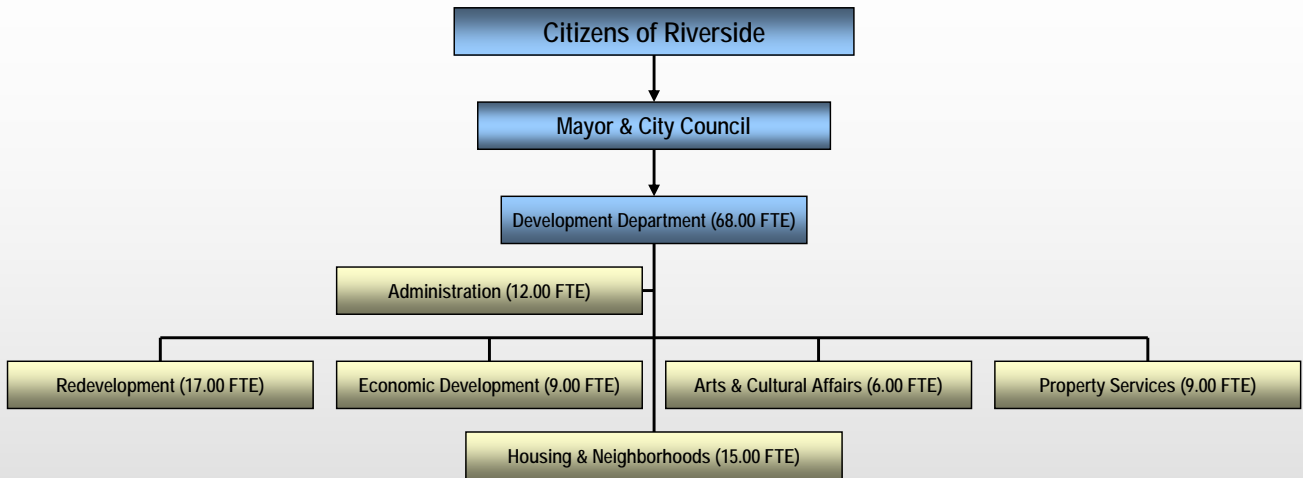 Citizens of Riverside
Mayor & City Council
Development Department (68.00 FTE)
Administration (12.00 FTE)
Redevelopment (17.00 FTE)
Economic Development (9.00 FTE)
Arts & Cultural Affairs (6.00 FTE)
Property Services (9.00 FTE)
Housing & Neighborhoods (15.00 FTE)